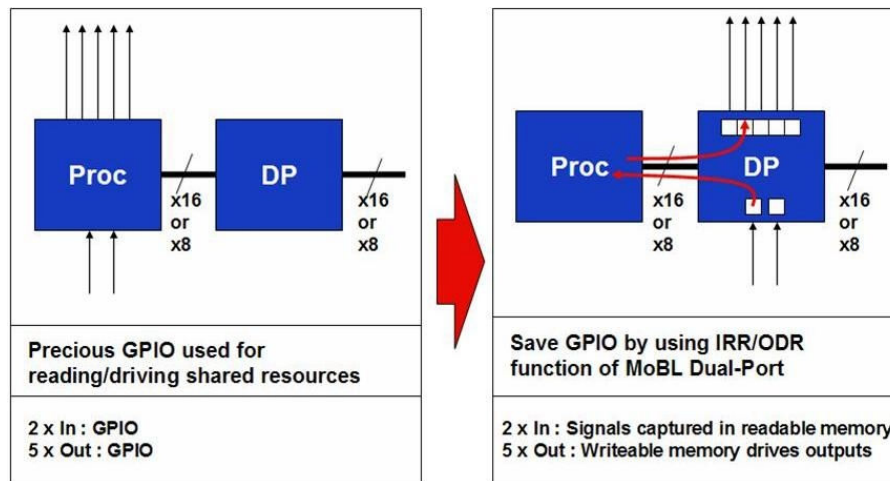 Proc
DP
x16
or
x8
x16
or
x8
Precious GPIO used for
reading/driving shared resources
2 x In : GPIO
5 x Out : GPIO
Proc
DP
x16
or
x8
x16
or
x8
Save GPIO by using IRR/ODR
function of MoBL Dual-Port
2 x In : Signals captured in readable memory
5 x Out : Writeable memory drives outputs